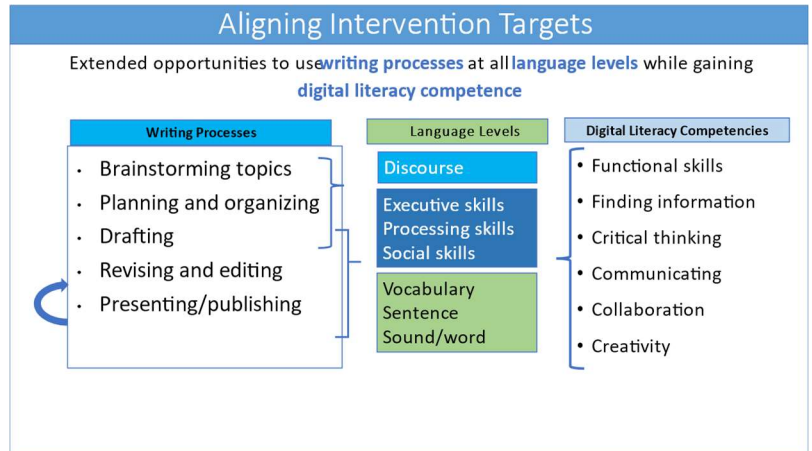 Aligning Intervention Targets
Extended opportunities to use writing processes at all language levels while gaining
digital literacy competence
Writing Processes
• Brainstorming topics
• Planning and organizing
• Drafting
• Revising and editing
• Presenting/publishing
Language Levels
Discourse
Executive skills
Processing skills
Social skills
Vocabulary
Sentence
Sound/word
Digital Literacy Competencies
• Functional skills
• Finding information
• Critical thinking
• Communicating
• Collaboration
• Creativity